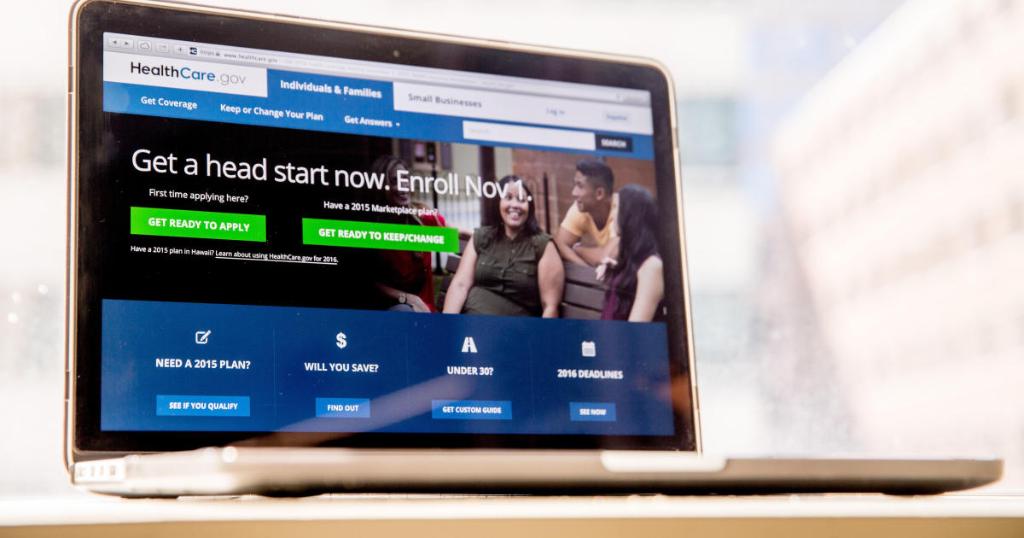 HealthCare.gov
Individuals & Families
Small Businesses
Log in
Español
Get Coverage
Keep or Change Your Plan
Get Answers
SEARCH
Get a head start now. Enroll Nov 1.
First time applying here?
GET READY TO APPLY
Have a 2015 Marketplace plan?
GET READY TO KEEP/CHANGE
Have a 2015 plan in Hawaii? Learn about using HealthCare.gov for 2016.
NEED A 2015 PLAN?
SEE IF YOU QUALIFY
WILL YOU SAVE?
FIND OUT
UNDER 30?
GET CUSTOM GUIDE
2016 DEADLINES
SEE NOW